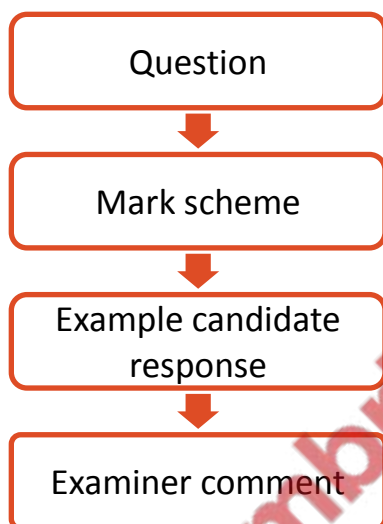 Question
Mark scheme
Example candidate
response
Examiner comment